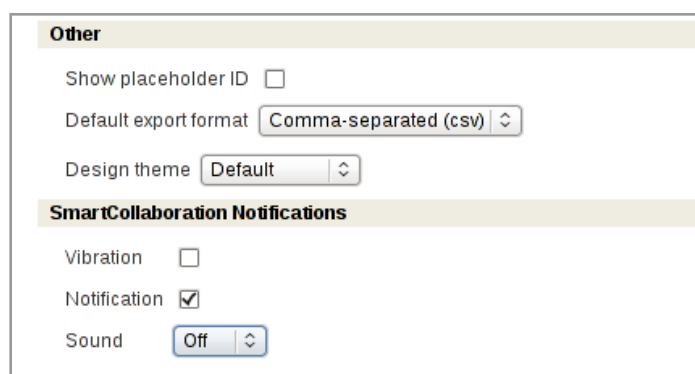 Other
Show placeholder ID
Default export format Comma-separated (csv)
Design theme Default
SmartCollaboration Notifications
Vibration
Notification
Sound Off